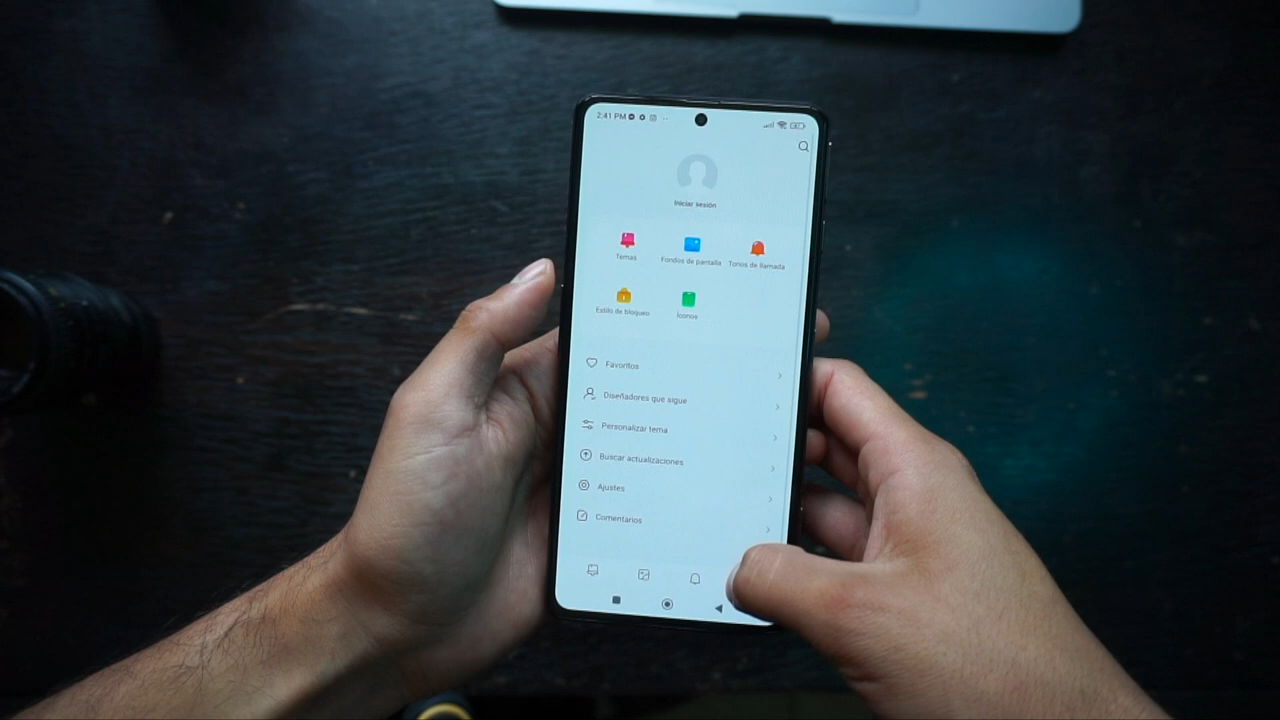 2:41 PM
Iniciar sesión
Temas
Fondos de pantalla
Tonos de llamada
Estilo de bloqueo
Iconos
Favoritos
Diseñadores que sigue
Personalizar tema
Buscar actualizaciones
Ajustes
Comentarios